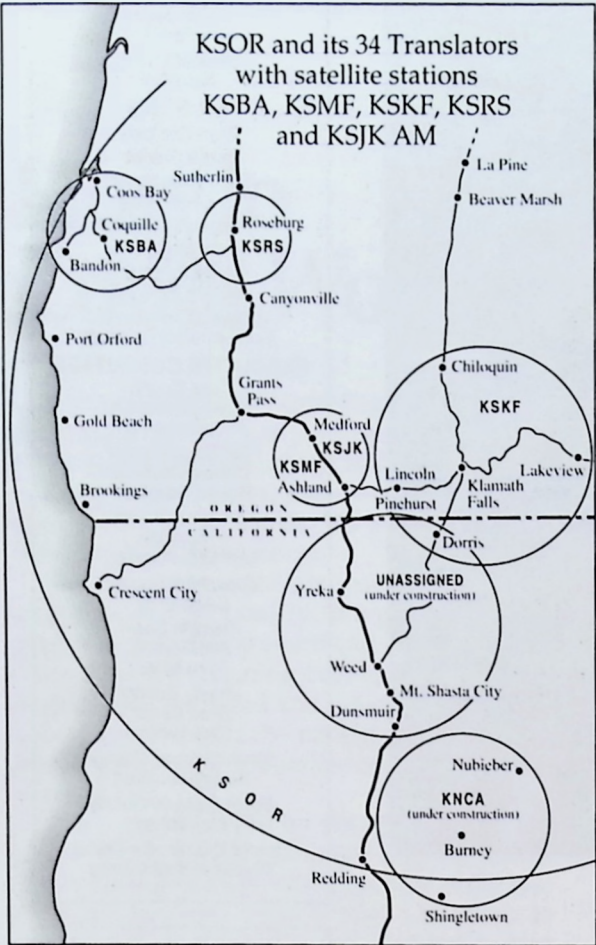 KSOR and its 34 Translators
with satellite stations
KSBA, KSMF, KSKF, KSRS
and KSJK AM
La Pine
Sutherlin
Beaver Marsh
Coos Bay
Coquille
KSBA
Bandon
Roseburg
KSRS
Canyonville
Port Orford
Chiloquin
Grants
Pass
KSKF
Gold Beach
Medford
KSJK
KSMF
Ashland
Lincoln
Pinehurst
Klamath
Falls
Lakeview
Brookings
OREGON
CALIFORNIA
Dorris
UNASSIGNED
(under construction)
Crescent City
Yreka
Weed
Mt. Shasta City
Dunsmuir
KSOR
Nubieber
KNCA
(under construction)
Burney
Redding
Shingletown